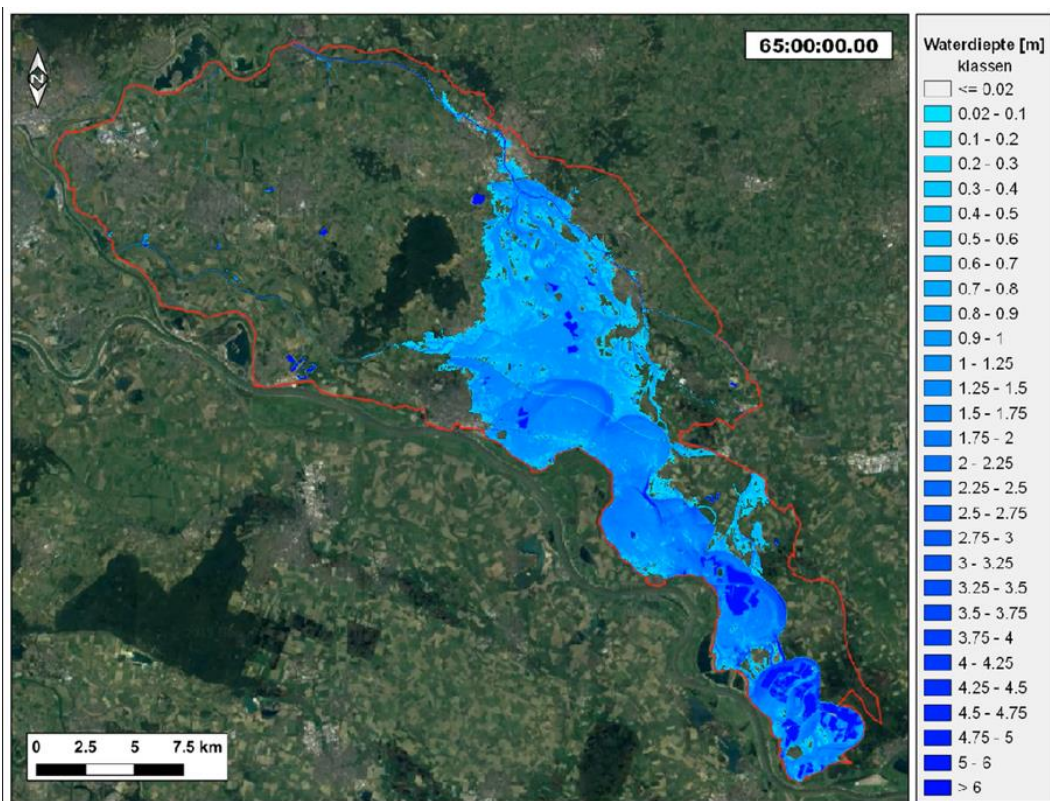 65:00:00.00
Waterdiepte [m]
klassen
<= 0.02
0.02 - 0.1
0.1 - 0.2
0.2 - 0.3
0.3 - 0.4
0.4 - 0.5
0.5 - 0.6
0.6 - 0.7
0.7 - 0.8
0.8 - 0.9
0.9 - 1
1 - 1.25
1.25 - 1.5
1.5 - 1.75
1.75 - 2
2 - 2.25
2.25 - 2.5
2.5 - 2.75
2.75 - 3
3 - 3.25
3.25 - 3.5
3.5 - 3.75
3.75 - 4
4 - 4.25
4.25 - 4.5
4.5 - 4.75
4.75 - 5
5 - 6
> 6
N
0 2.5 5 7.5 km